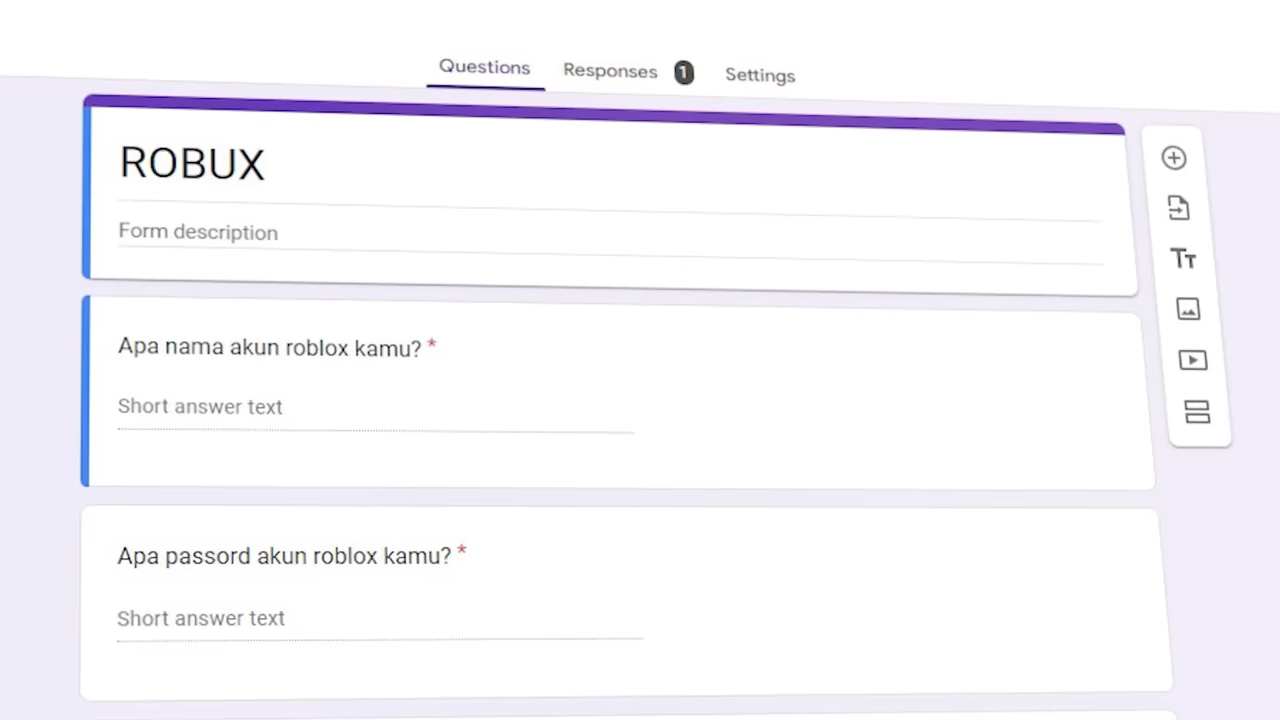 Questions
Responses 1
Settings
ROBUX
Form description
Apa nama akun roblox kamu? *
Short answer text
Apa passord akun roblox kamu? *
Short answer text